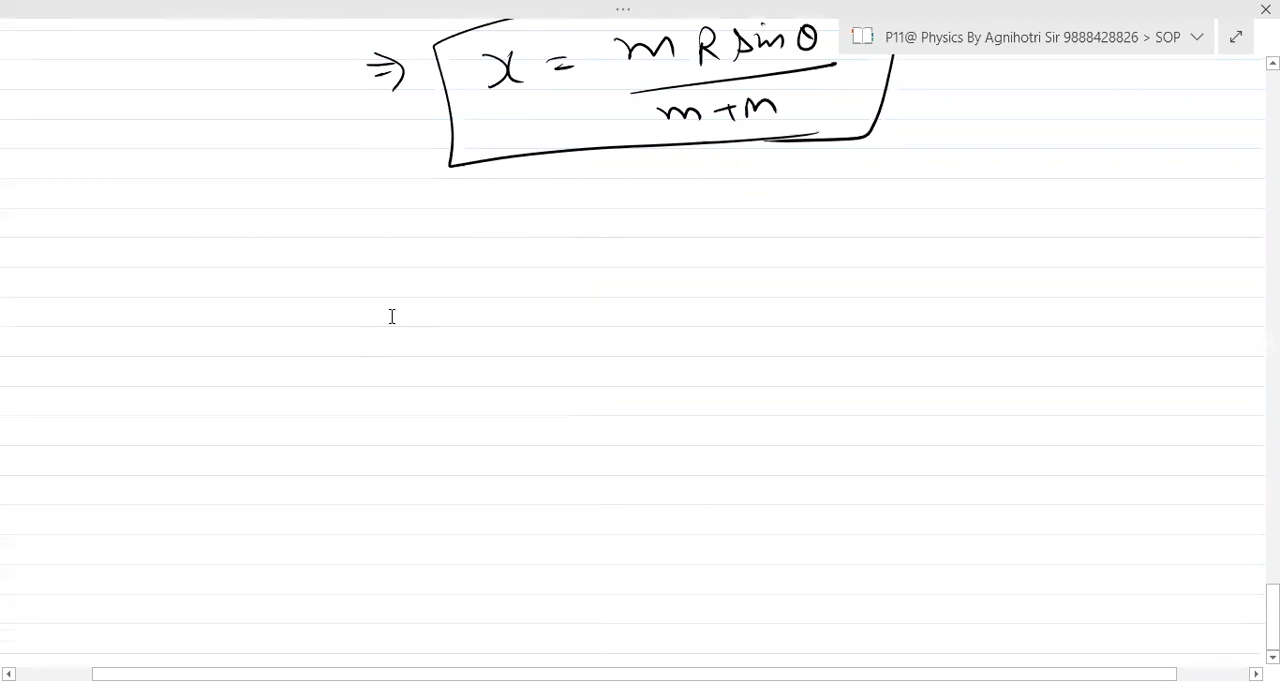 P11@ Physics By Agnihotri Sir 9888428826 > SOP
⇒ x = m R sin θ
m + M